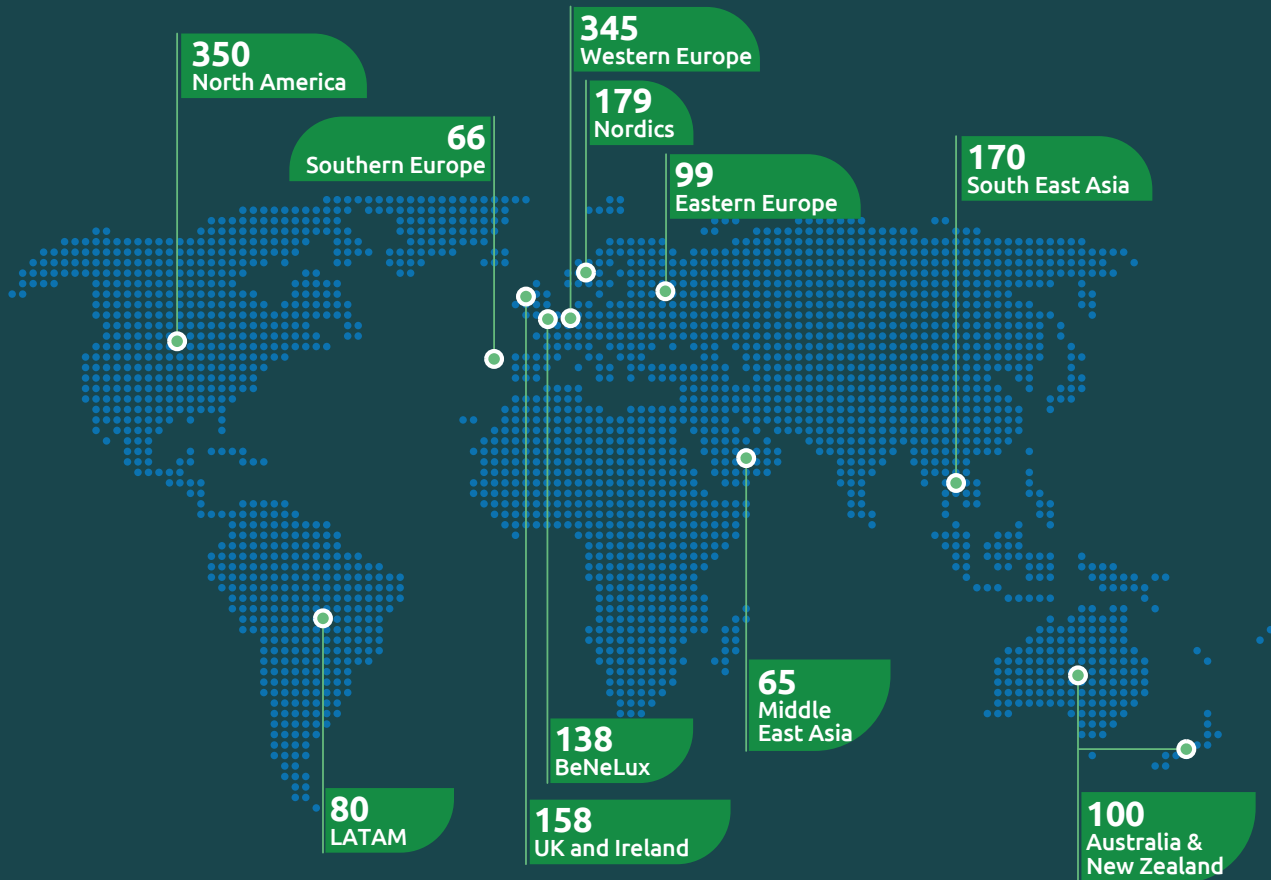 350
North America
345
Western Europe
179
Nordics
66
Southern Europe
99
Eastern Europe
170
South East Asia
65
Middle
East Asia
138
BeNeLux
80
LATAM
158
UK and Ireland
100
Australia &
New Zealand